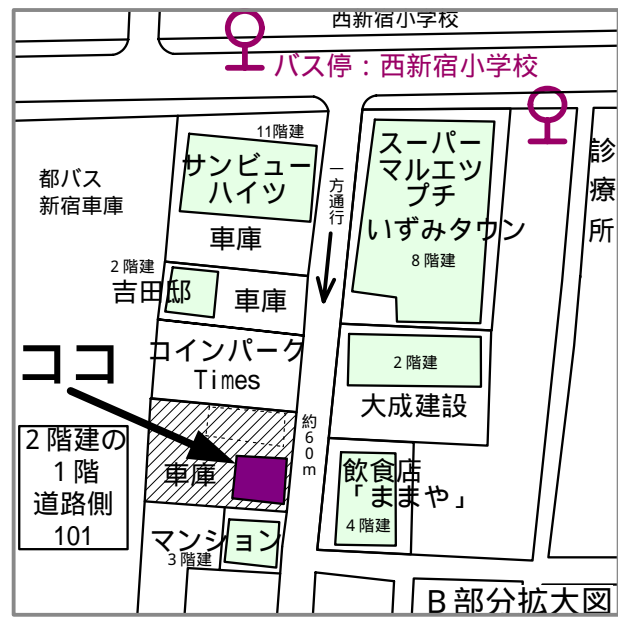 西新宿小学校
バス停：西新宿小学校
11階建
サンビュー
ハイツ
車庫
一方通行
スーパー
マルエツ
プチ
いずみタウン
8階建
診療所
都バス
新宿車庫
2階建
吉田邸
車庫
コインパーク
Times
2階建
大成建設
ココ
約60m
2階建の
1階
道路側
101
車庫
飲食店
「ままや」
4階建
マンション
3階建
B部分拡大図